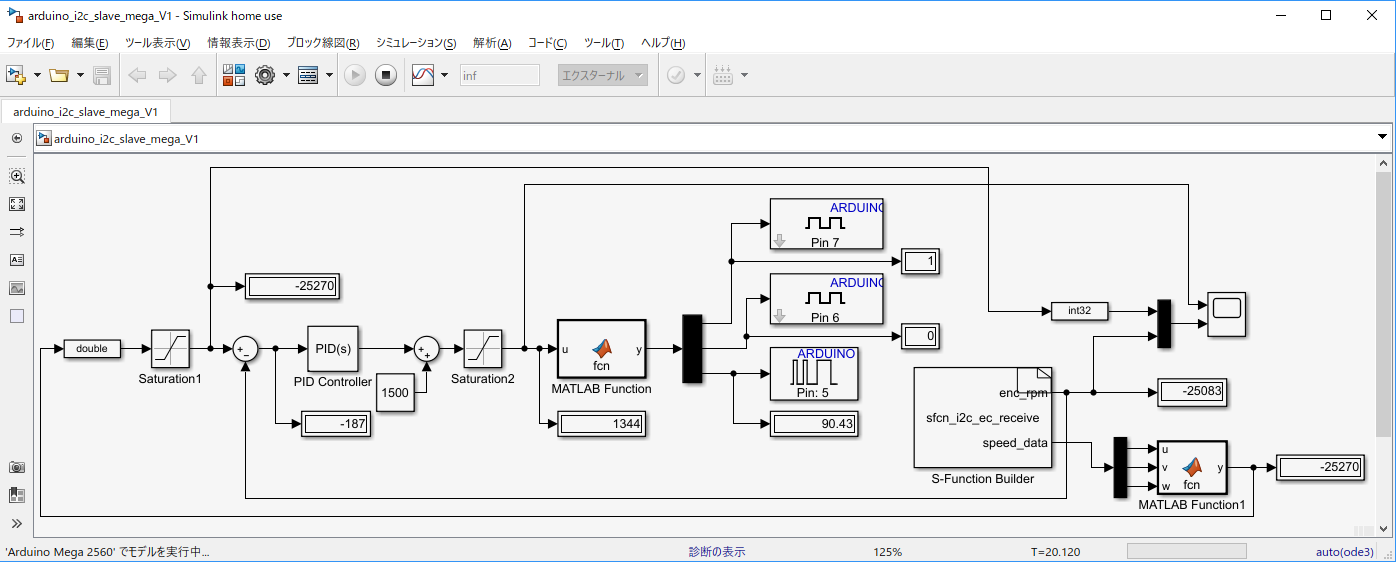 arduino_i2c_slave_mega_V1 - Simulink home use
ファイル(F) 編集(E) ツール表示(V) 情報表示(D) ブロック線図(R) シミュレーション(S) 解析(A) コード(C) ツール(T) ヘルプ(H)
inf エクスターナル
arduino_i2c_slave_mega_V1
arduino_i2c_slave_mega_V1
double
Saturation1
-25270
+
−
PID(s)
PID Controller
-187
1500
+
+
Saturation2
u fcn y
MATLAB Function
1344
ARDUINO
Pin 7
1
ARDUINO
Pin 6
0
ARDUINO
Pin: 5
90.43
int32
enc_rpm
sfcn_i2c_ec_receive
speed_data
S-Function Builder
-25083
u
v y
w fcn
MATLAB Function1
-25270
'Arduino Mega 2560' でモデルを実行中... 診断の表示 125% T=20.120 auto(ode3)